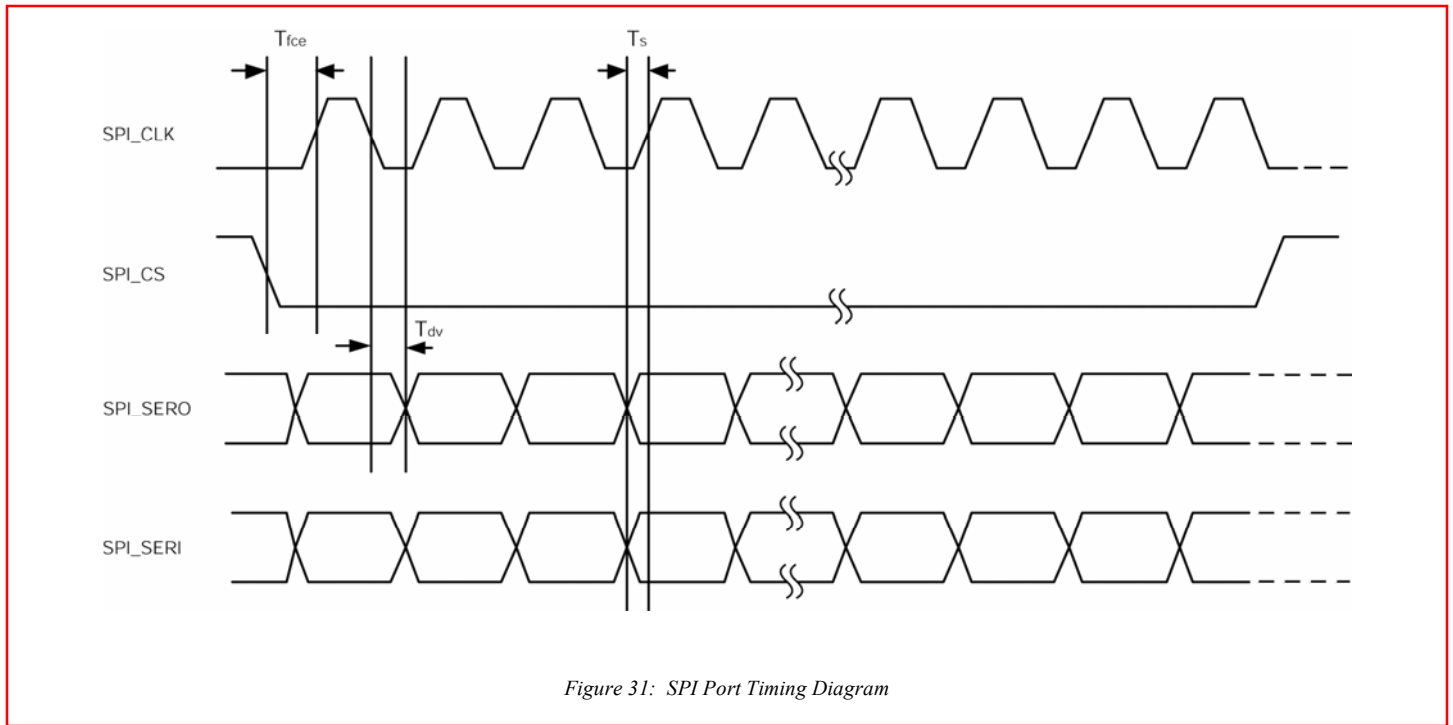 Tfce
Ts
SPI_CLK
SPI_CS
Tdv
SPI_SERO
SPI_SERI
Figure 31: SPI Port Timing Diagram